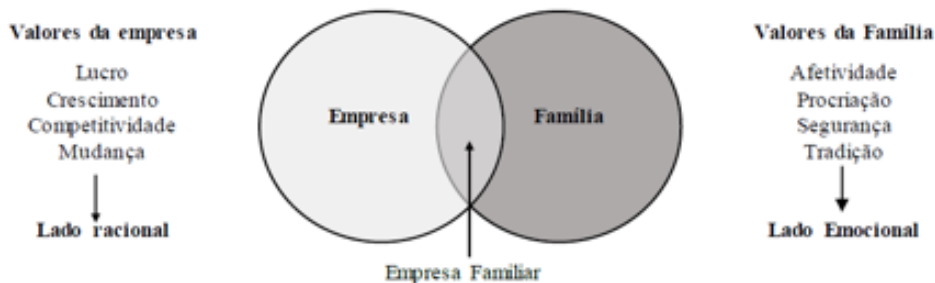 Valores da empresa
Lucro
Crescimento
Competitividade
Mudança
Lado racional
Empresa
Família
Empresa Familiar
Valores da Família
Afetividade
Procriação
Segurança
Tradição
Lado Emocional